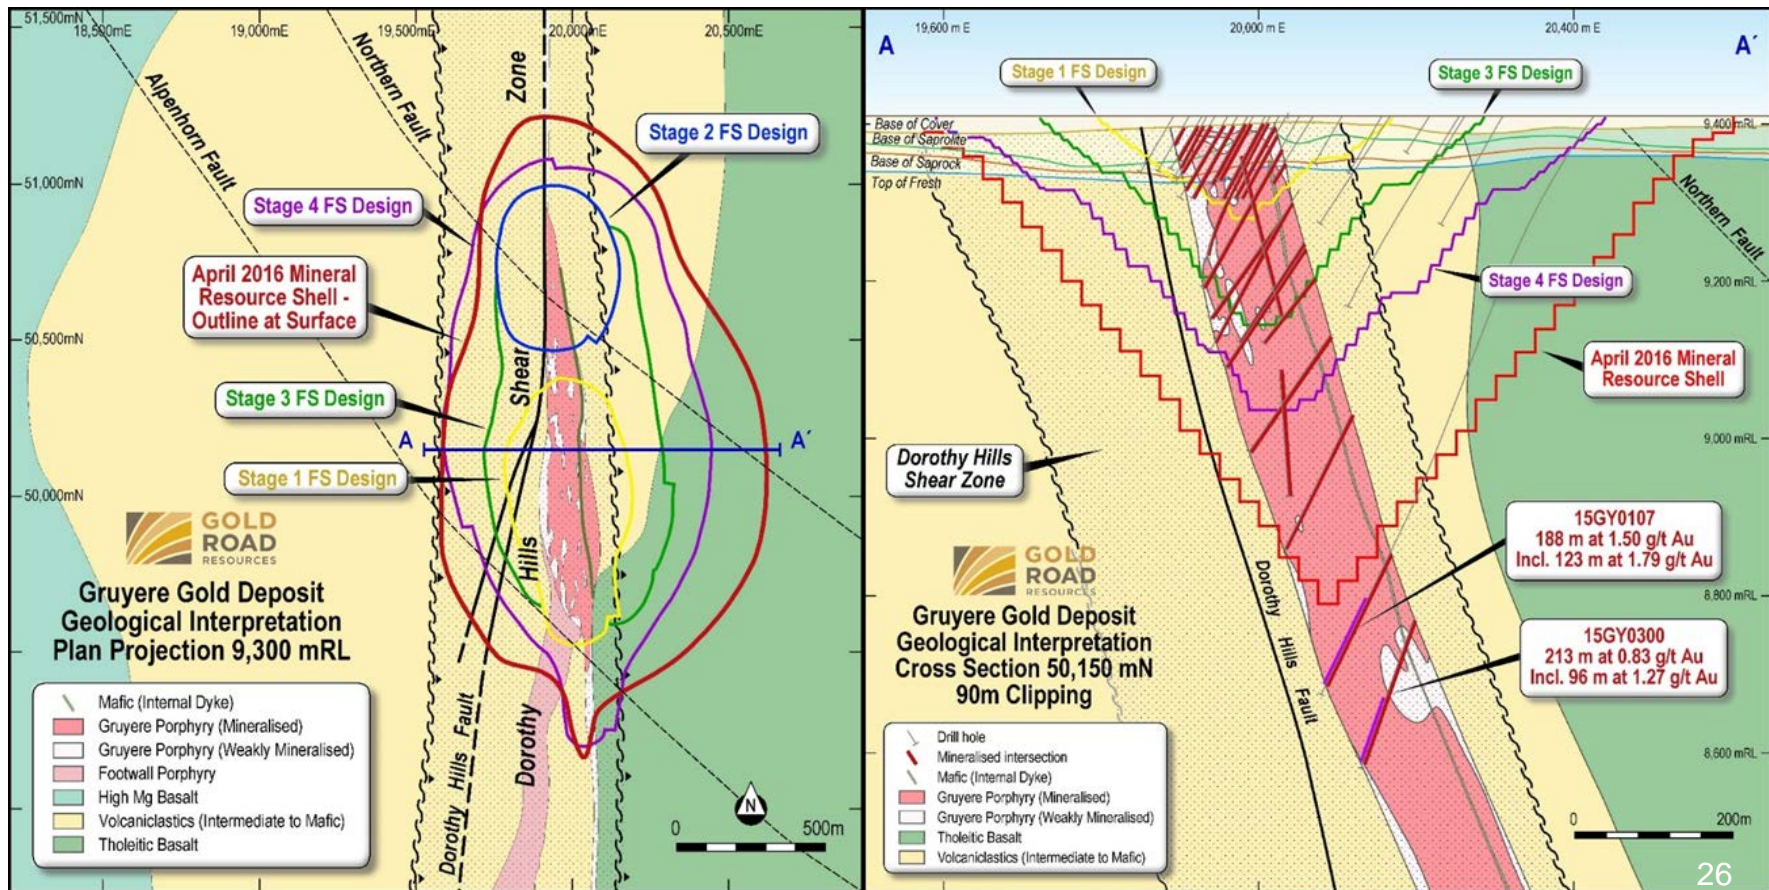 51,500mN
18,500mE
19,000mE
19,500mE
20,000mE
20,500mE
Alpenhorn Fault
Northern Fault
Zone
Stage 2 FS Design
51,000mN
Stage 4 FS Design
April 2016 Mineral
Resource Shell -
Outline at Surface
50,500mN
Shear
Stage 3 FS Design
A
A´
Stage 1 FS Design
50,000mN
Hills
GOLD
ROAD
RESOURCES
Gruyere Gold Deposit
Geological Interpretation
Plan Projection 9,300 mRL
Dorothy
Dorothy Hills Fault
Mafic (Internal Dyke)
Gruyere Porphyry (Mineralised)
Gruyere Porphyry (Weakly Mineralised)
Footwall Porphyry
High Mg Basalt
Volcaniclastics (Intermediate to Mafic)
Tholeitic Basalt
N
0
500m
A
19,600 mE
20,000 mE
20,400 mE
A´
Stage 1 FS Design
Stage 3 FS Design
Base of Cover
Base of Saprolite
Base of Saprock
Top of Fresh
9,400 mRL
Northern Fault
9,200 mRL
Stage 4 FS Design
April 2016 Mineral
Resource Shell
9,000 mRL
Dorothy Hills
Shear Zone
15GY0107
188 m at 1.50 g/t Au
Incl. 123 m at 1.79 g/t Au
GOLD
ROAD
RESOURCES
8,800 mRL
Dorothy Hills Fault
Gruyere Gold Deposit
Geological Interpretation
Cross Section 50,150 mN
90m Clipping
15GY0300
213 m at 0.83 g/t Au
Incl. 96 m at 1.27 g/t Au
Drill hole
Mineralised intersection
Mafic (Internal Dyke)
Gruyere Porphyry (Mineralised)
Gruyere Porphyry (Weakly Mineralised)
Tholeitic Basalt
Volcaniclastics (Intermediate to Mafic)
8,600 mRL
0
200m
26